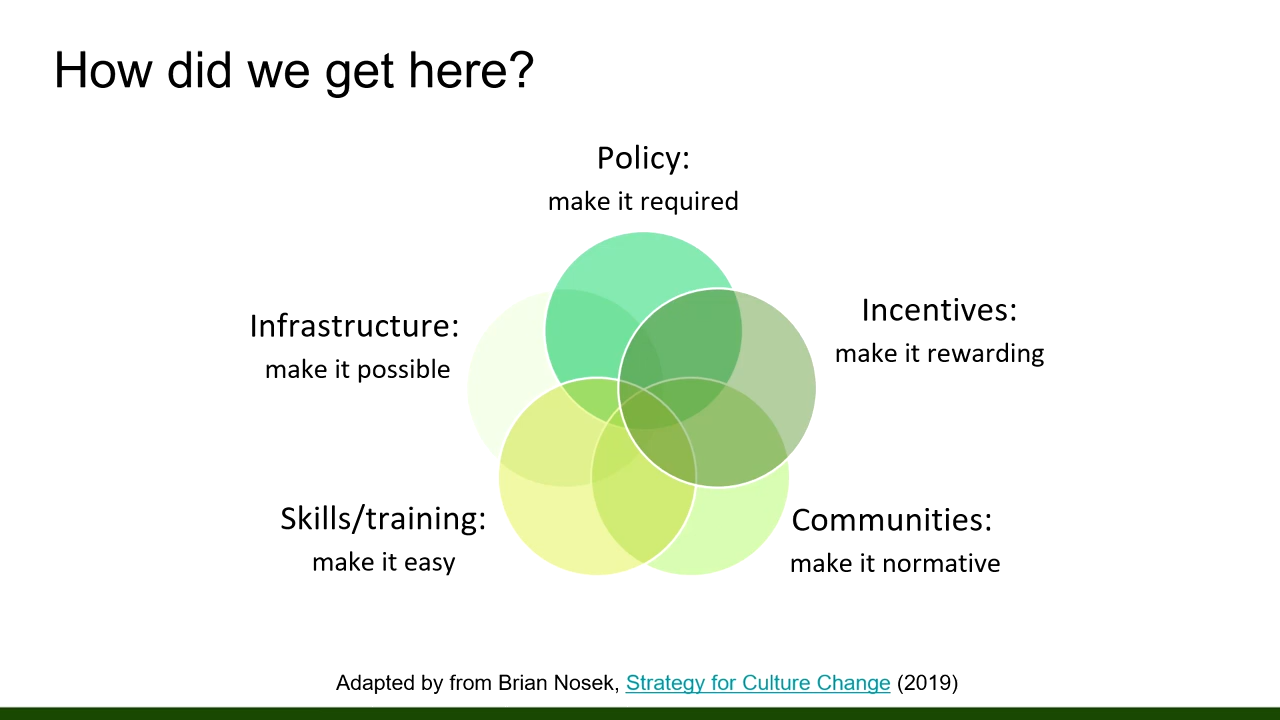 How did we get here?
Policy:
make it required
Infrastructure:
make it possible
Incentives:
make it rewarding
Skills/training:
make it easy
Communities:
make it normative
Adapted by from Brian Nosek, Strategy for Culture Change (2019)